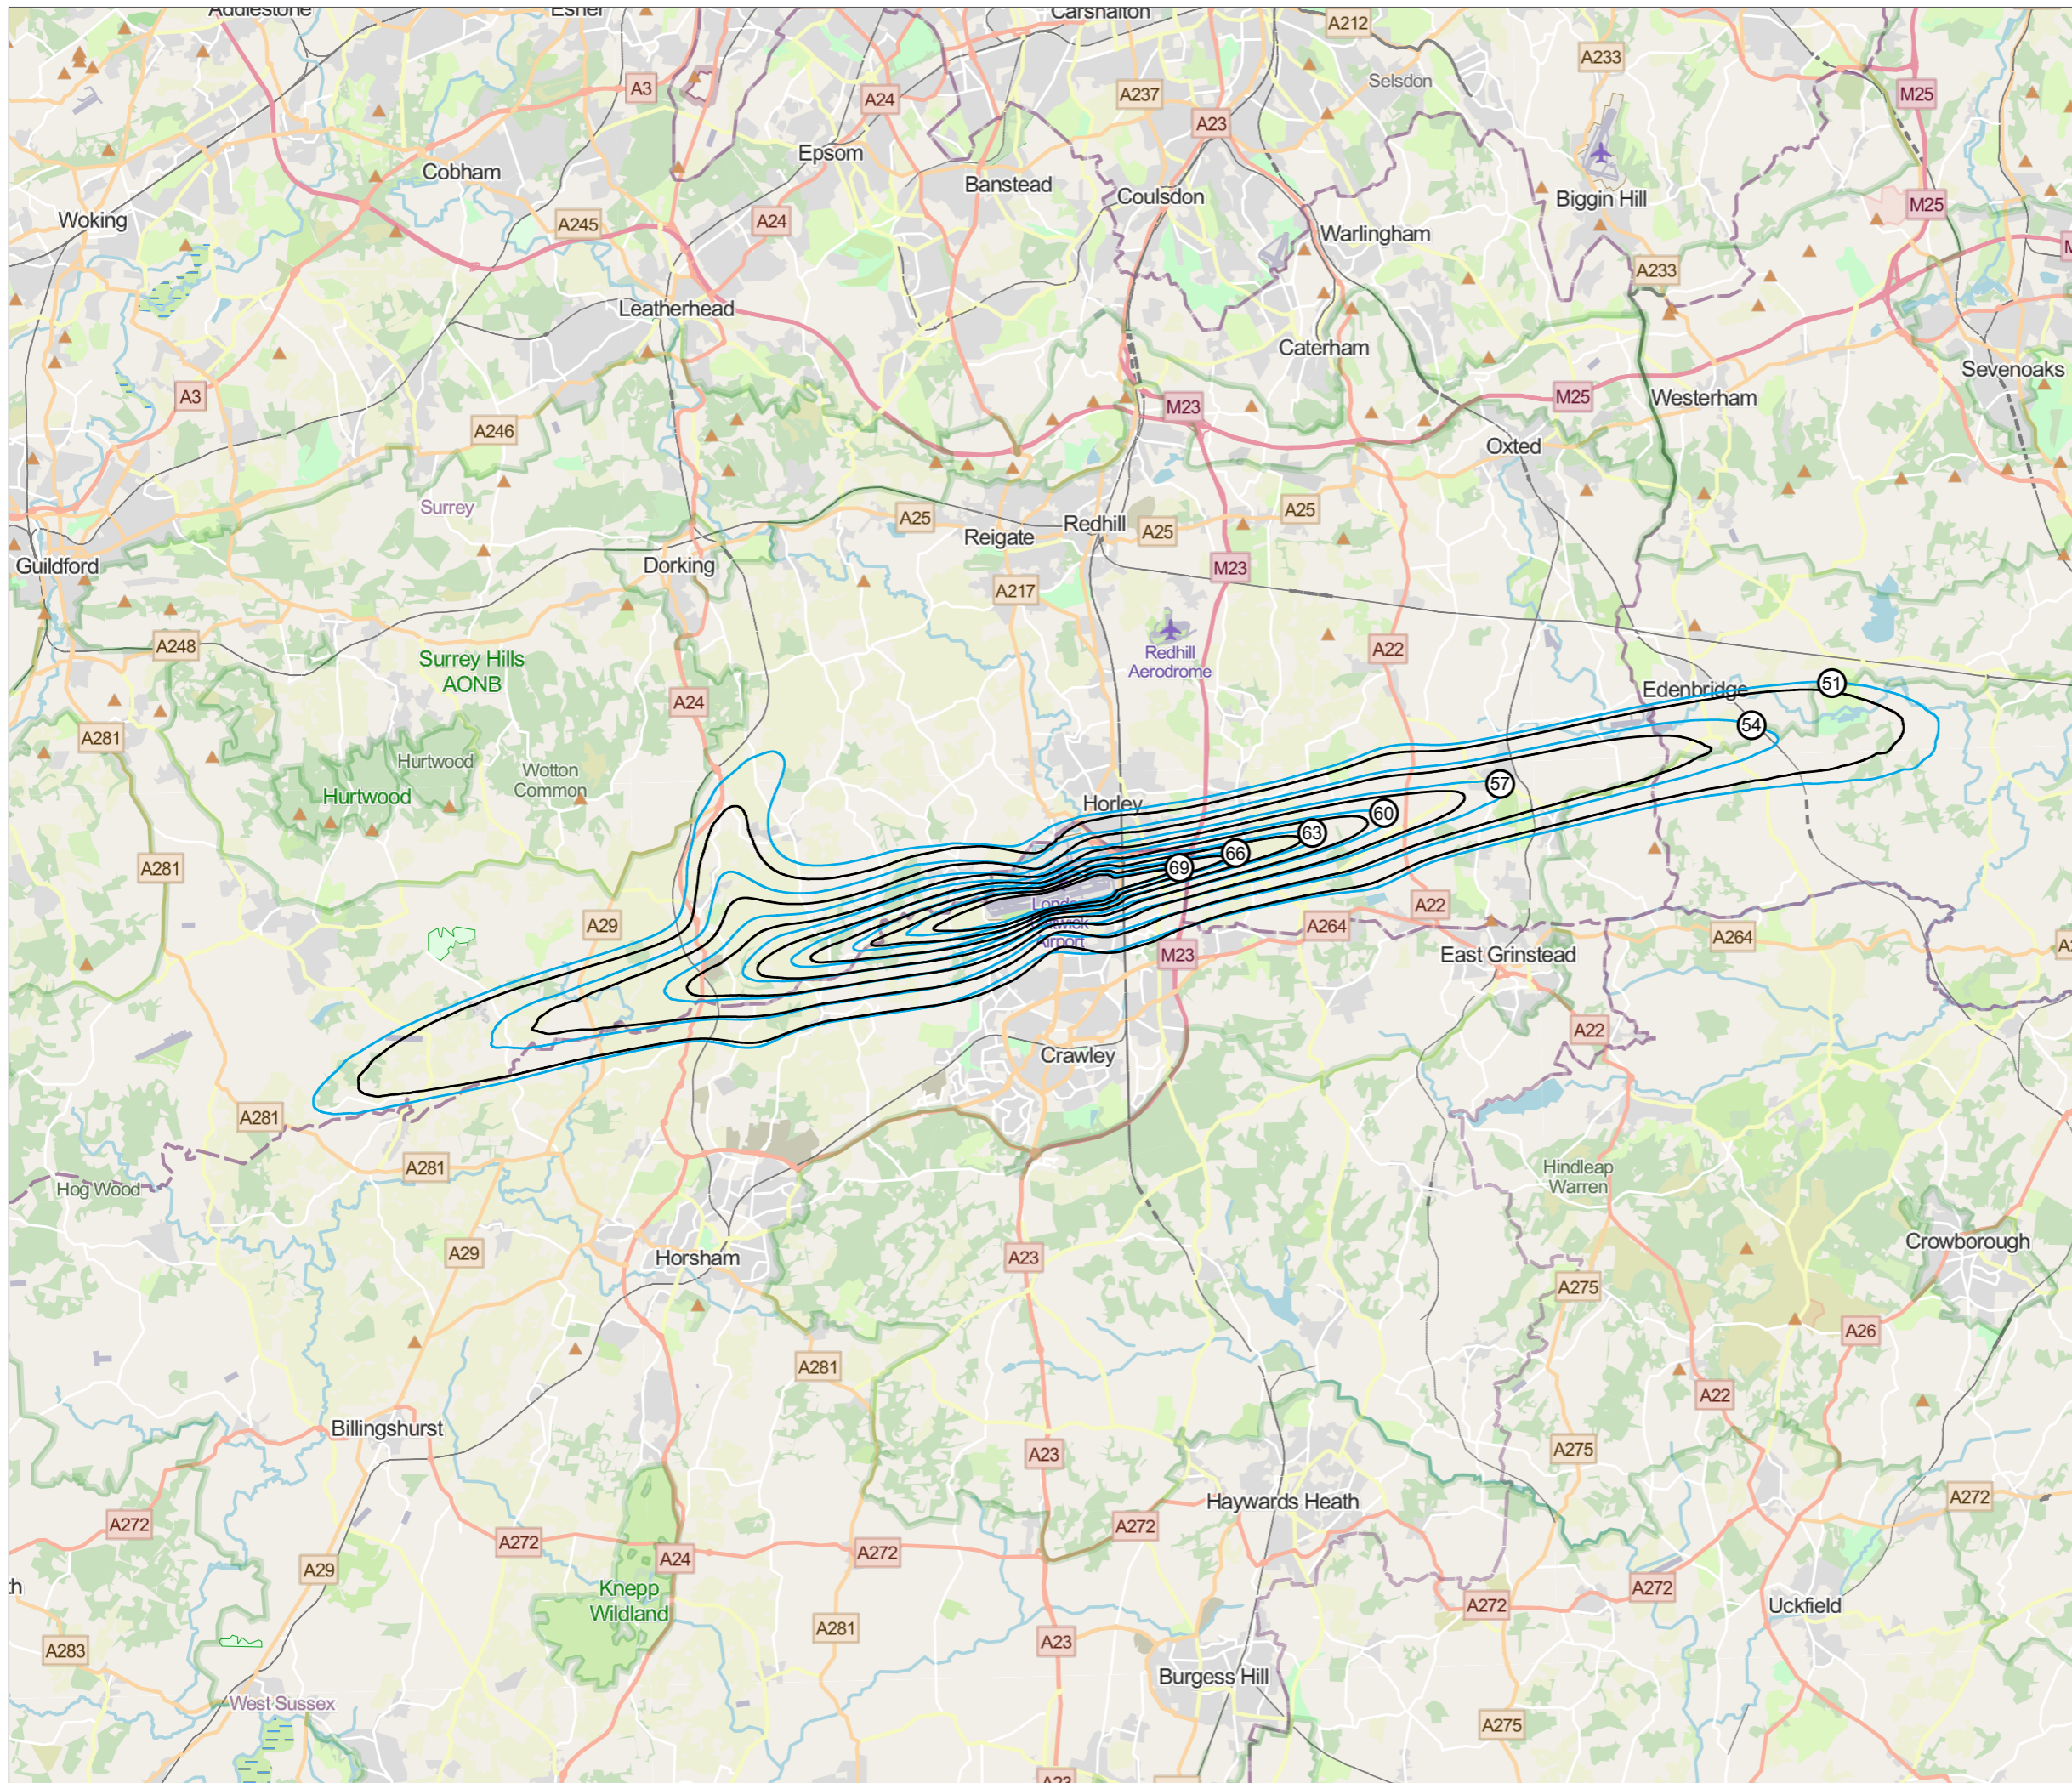 Addlestone
Esher
Carshalton
A212
A233
Selsdon
A3
A24
A237
M25
A23
Epsom
Cobham
Banstead
Coulsdon
Biggin Hill
M25
Woking
A245
A24
Warlingham
A233
Leatherhead
Caterham
Sevenoaks
A3
M23
M25
Westerham
A246
Oxted
Surrey
A25
Redhill
A25
A25
Reigate
Guildford
Dorking
M23
A217
A248
Redhill
Aerodrome
A22
Surrey Hills
AONB
A24
Edenbridge
51
54
A281
Hurtwood
Wotton
Common
57
Hurtwood
Horley
60
63
66
69
A281
A29
London
Gatwick
Airport
A22
A264
A264
M23
East Grinstead
A22
Crawley
A281
A281
Hog Wood
Hindleap
Warren
A29
Horsham
A23
Crowborough
A275
A26
A281
A22
Billingshurst
A23
A275
Haywards Heath
A272
A272
A272
A272
A272
A29
A24
Knepp
Wildland
A272
A272
Uckfield
A283
A281
A23
Burgess Hill
West Sussex
A275
A23